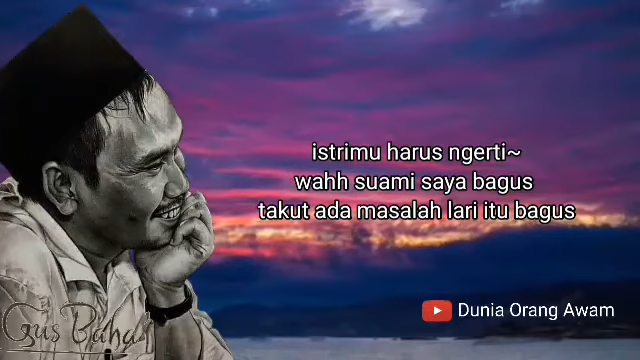 istrimu harus ngerti~
wahh suami saya bagus
takut ada masalah lari itu bagus
Dunia Orang Awam
Gus Baha